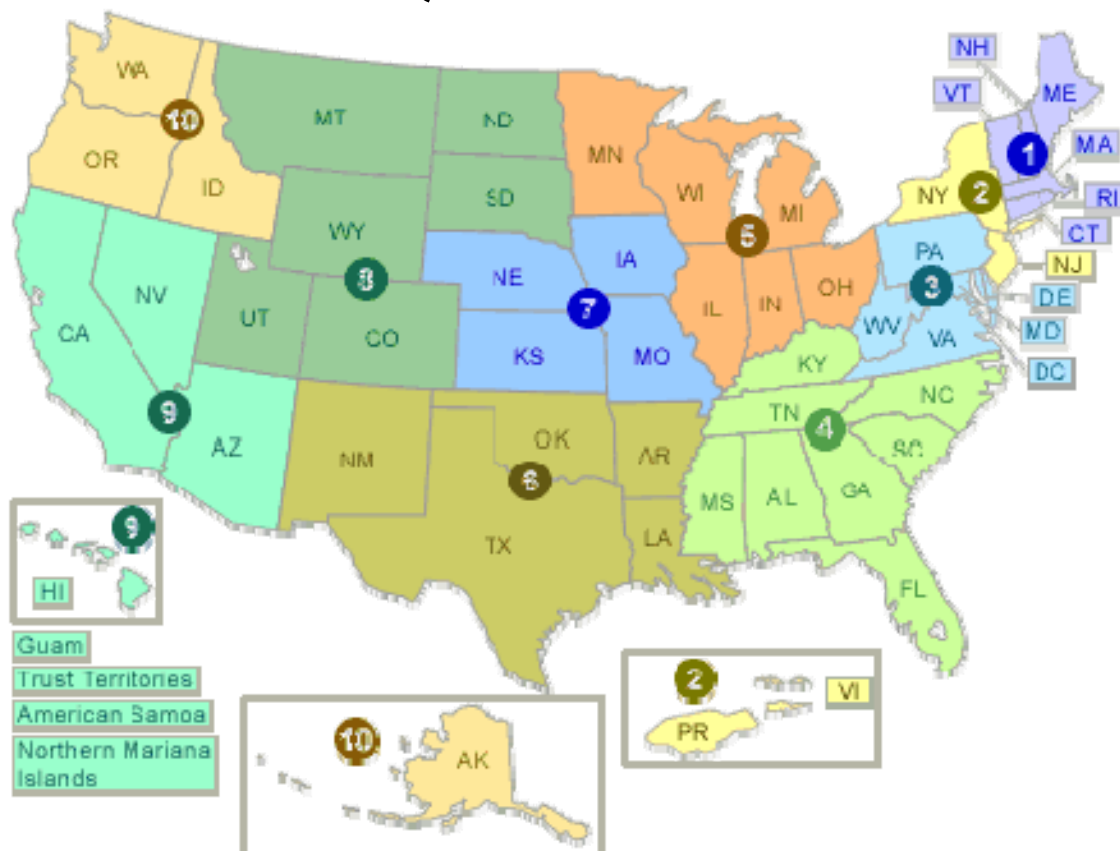 NH
WA
VT
ME
10
MT
ND
MN
OR
MA
1
ID
SD
WI
NY
2
RI
MI
WY
5
CT
PA
IA
NE
NJ
8
3
DE
NV
OH
7
IL
IN
UT
WV
MD
CA
CO
VA
KS
MO
KY
DC
NC
9
TN
4
AZ
OK
SC
NM
AR
6
GA
MS
AL
9
LA
TX
HI
FL
Guam
Trust Territories
2
VI
American Samoa
PR
10
Northern Mariana
Islands
AK